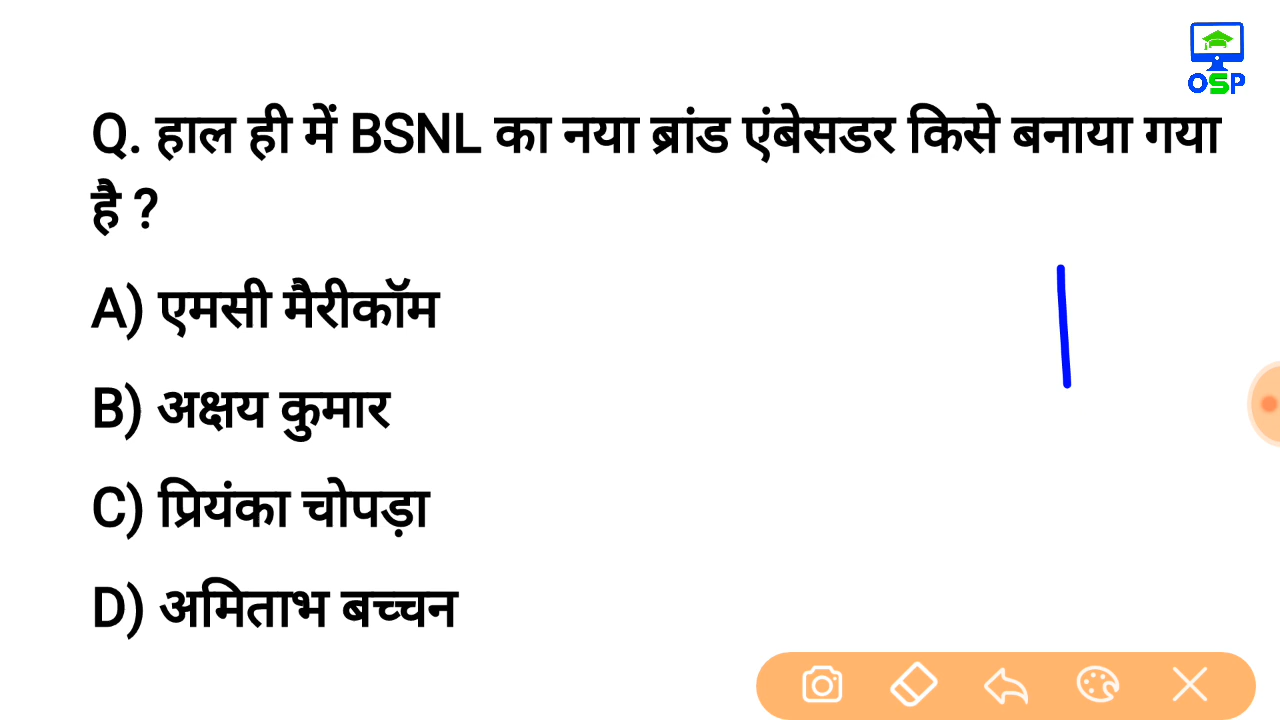 OSP
Q. हाल ही में BSNL का नया ब्रांड एंबेसडर किसे बनाया गया
है ?
A) एमसी मैरीकॉम
B) अक्षय कुमार
C) प्रियंका चोपड़ा
D) अमिताभ बच्चन